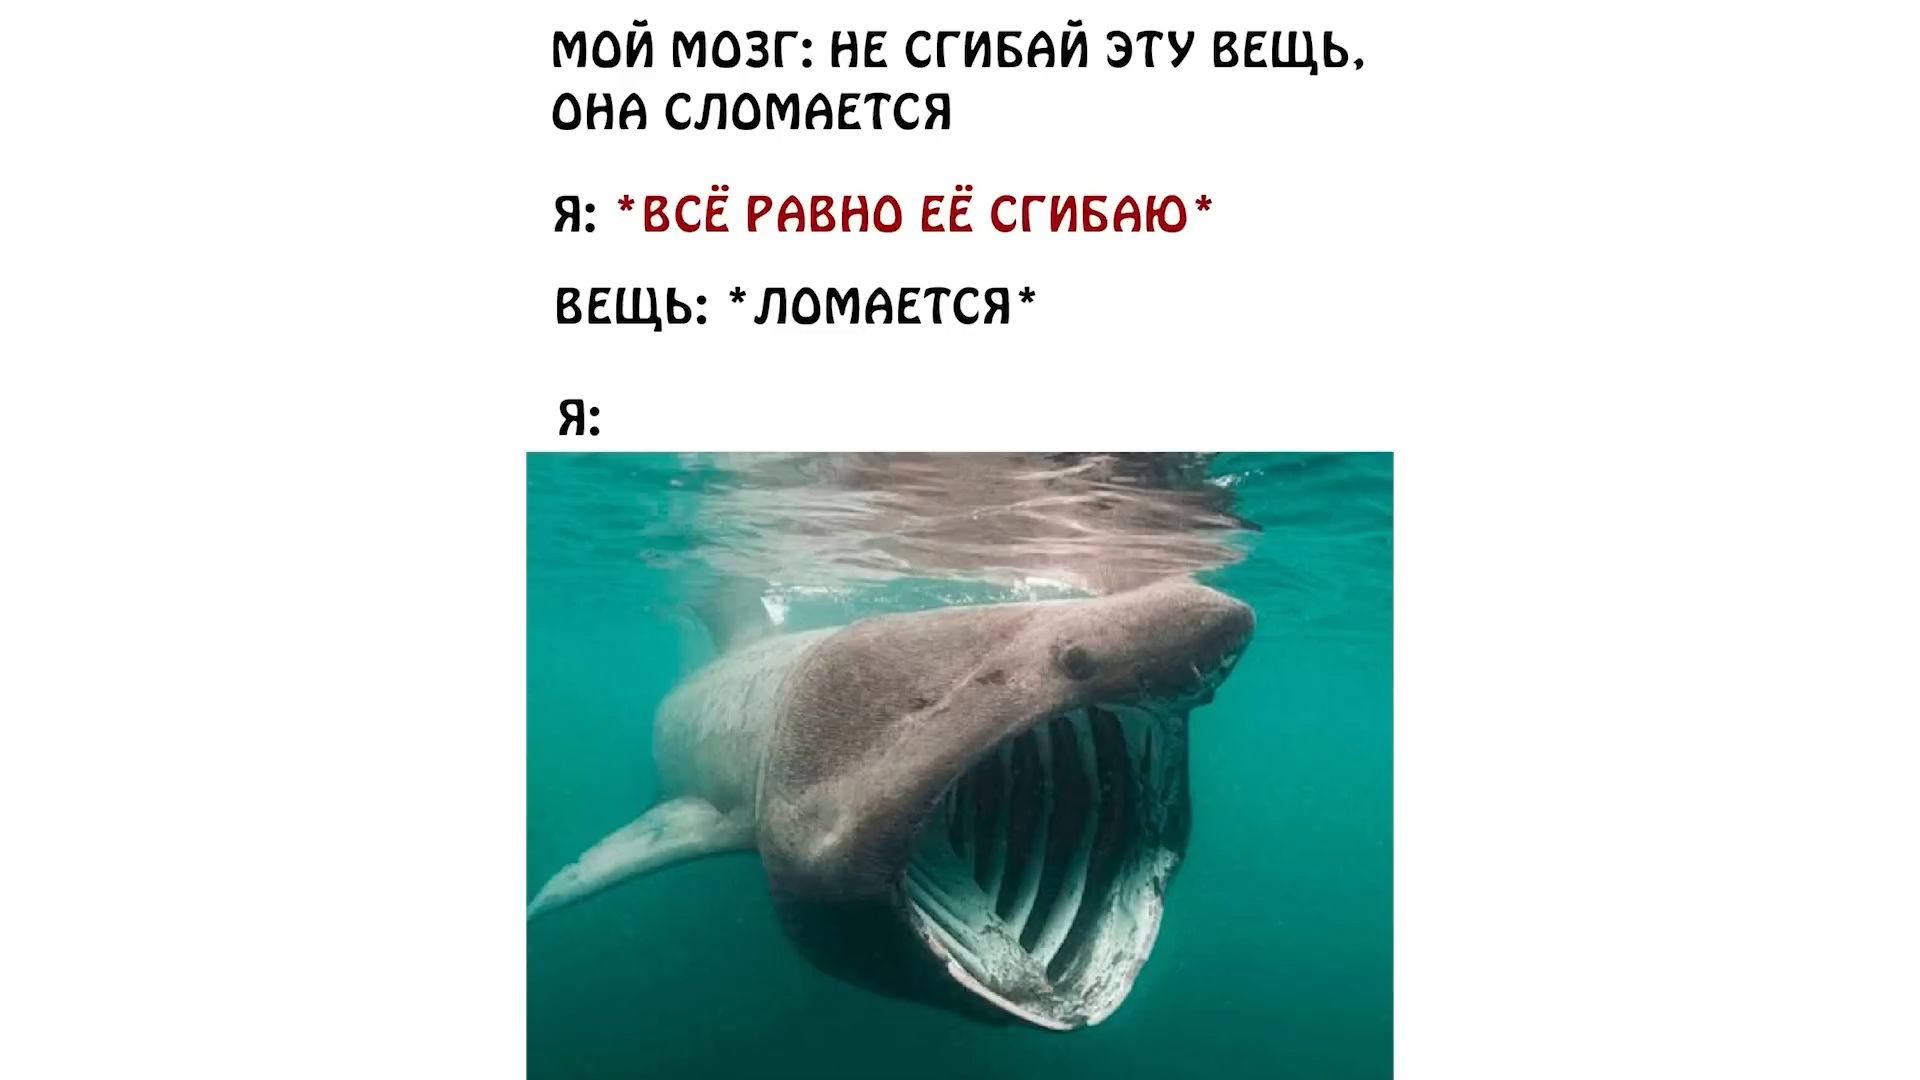 МОЙ МОЗГ: НЕ СГИБАЙ ЭТУ ВЕЩЬ,
ОНА СЛОМАЕТСЯ
Я: *ВСЁ РАВНО ЕЁ СГИБАЮ*
ВЕЩЬ: *ЛОМАЕТСЯ*
Я: